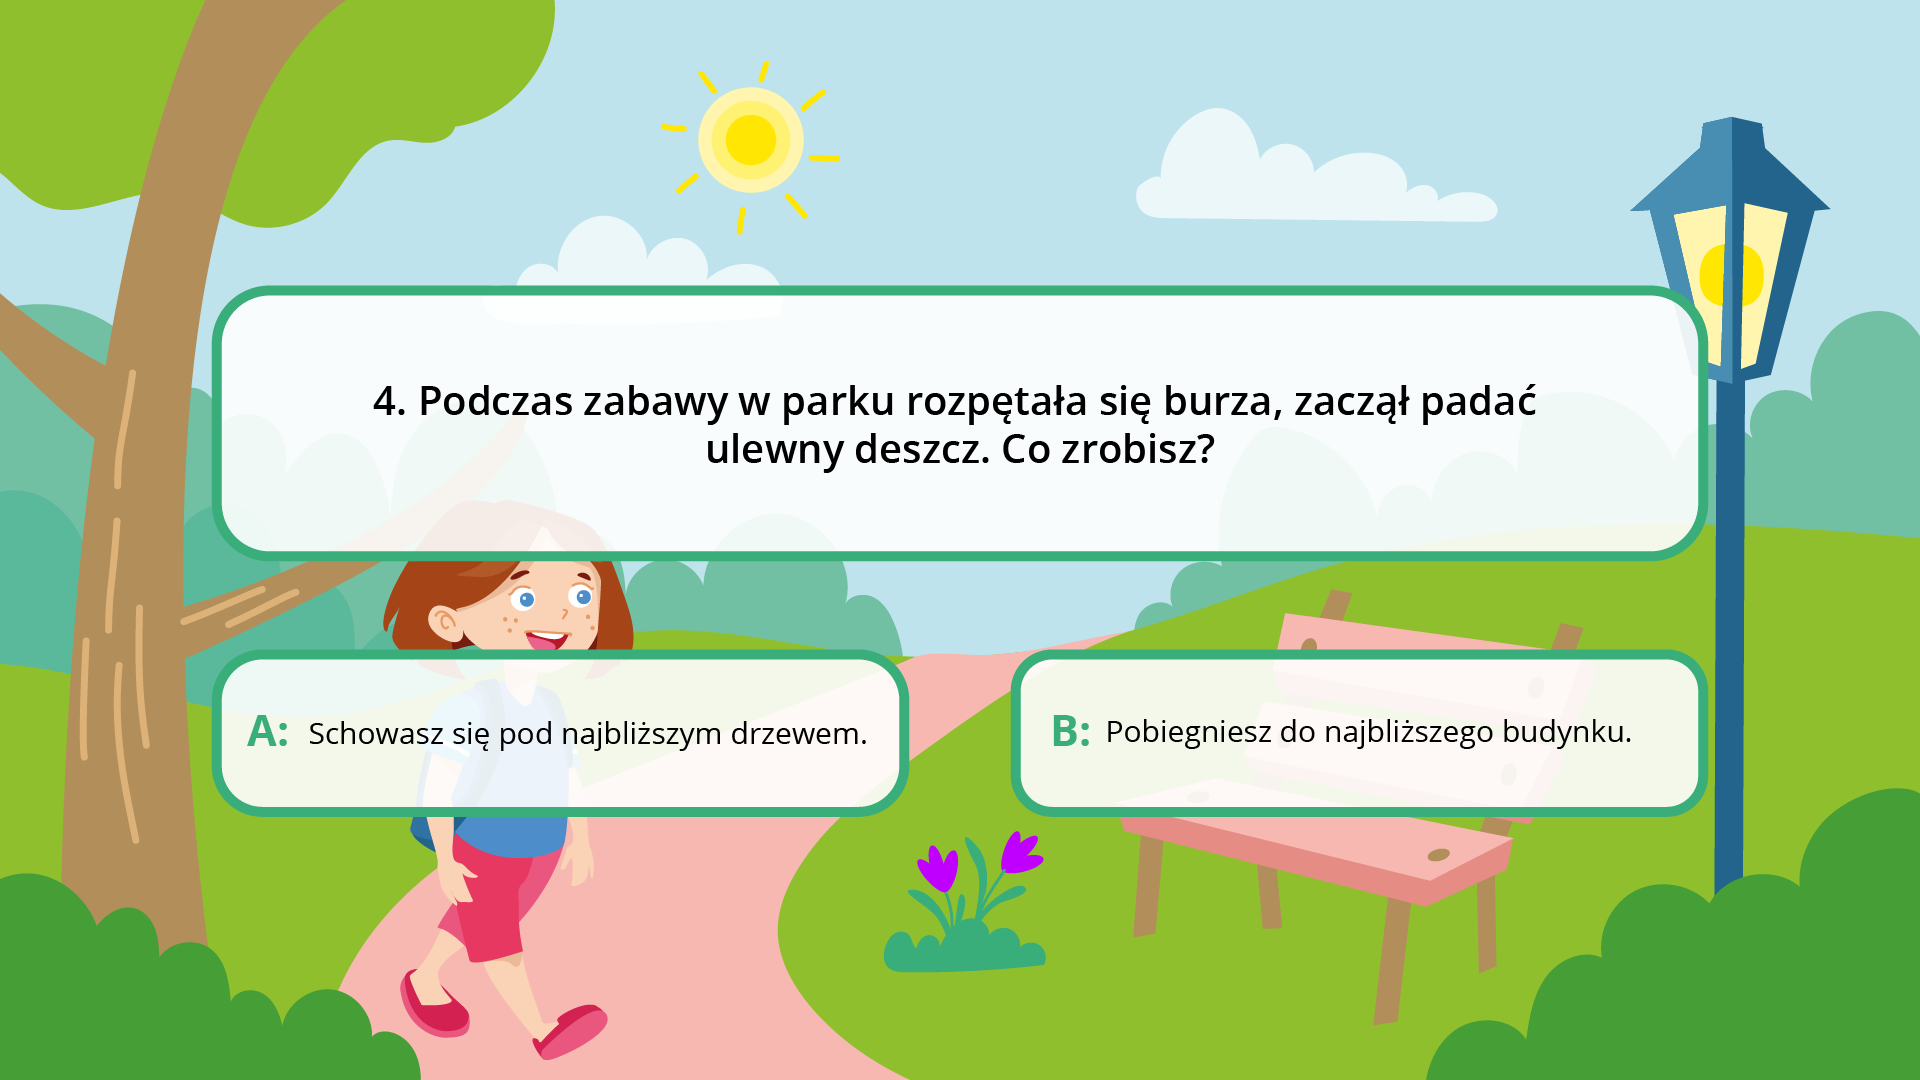 4. Podczas zabawy w parku rozpętała się burza, zaczął padać
ulewny deszcz. Co zrobisz?
A: Schowasz się pod najbliższym drzewem.
B: Pobiegniesz do najbliższego budynku.